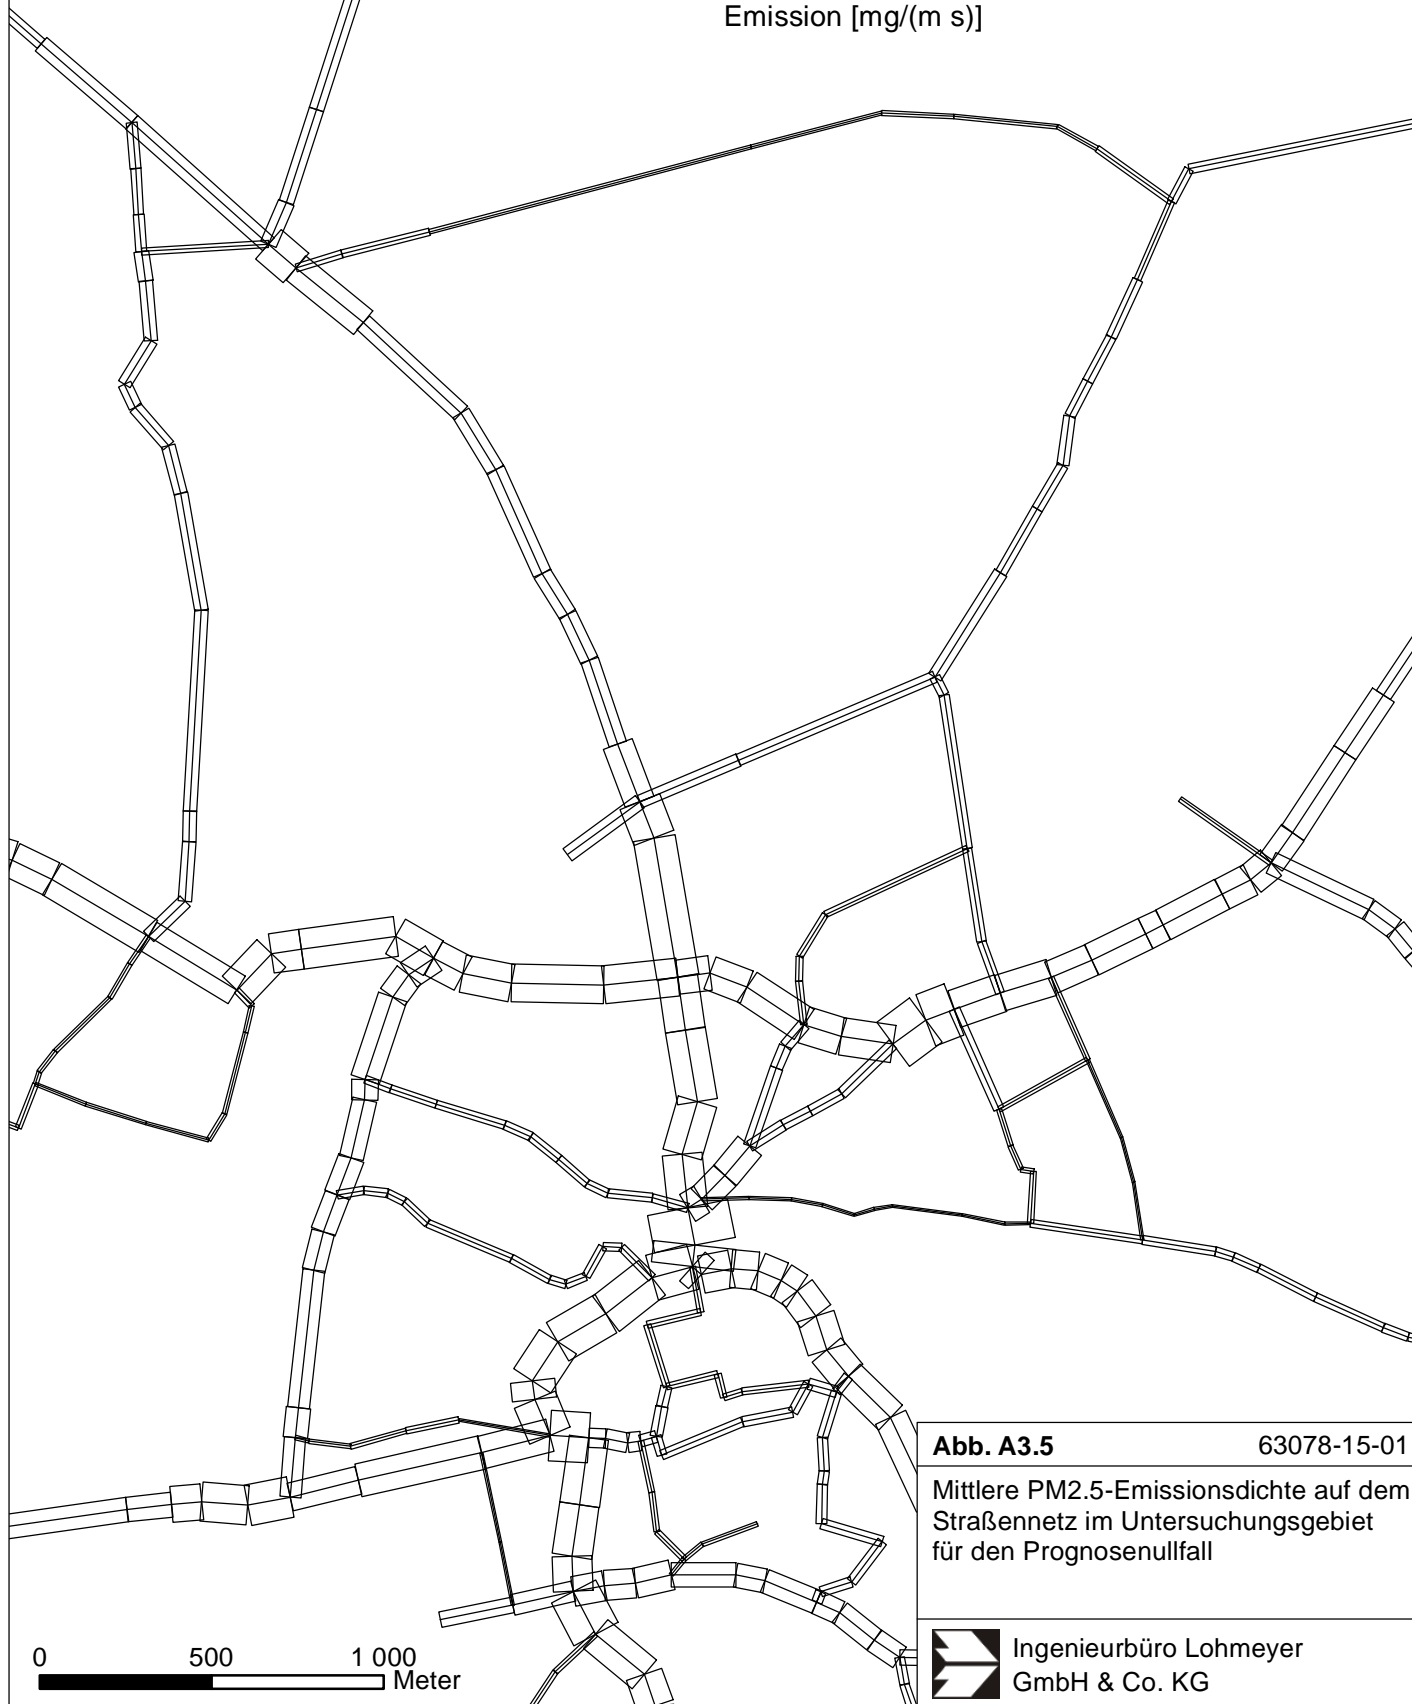 Emission [mg/(m s)]
Abb. A3.5 63078-15-01
Mittlere PM2.5-Emissionsdichte auf dem
Straßennetz im Untersuchungsgebiet
für den Prognosenullfall
Ingenieurbüro Lohmeyer
GmbH & Co. KG
0 500 1 000
Meter